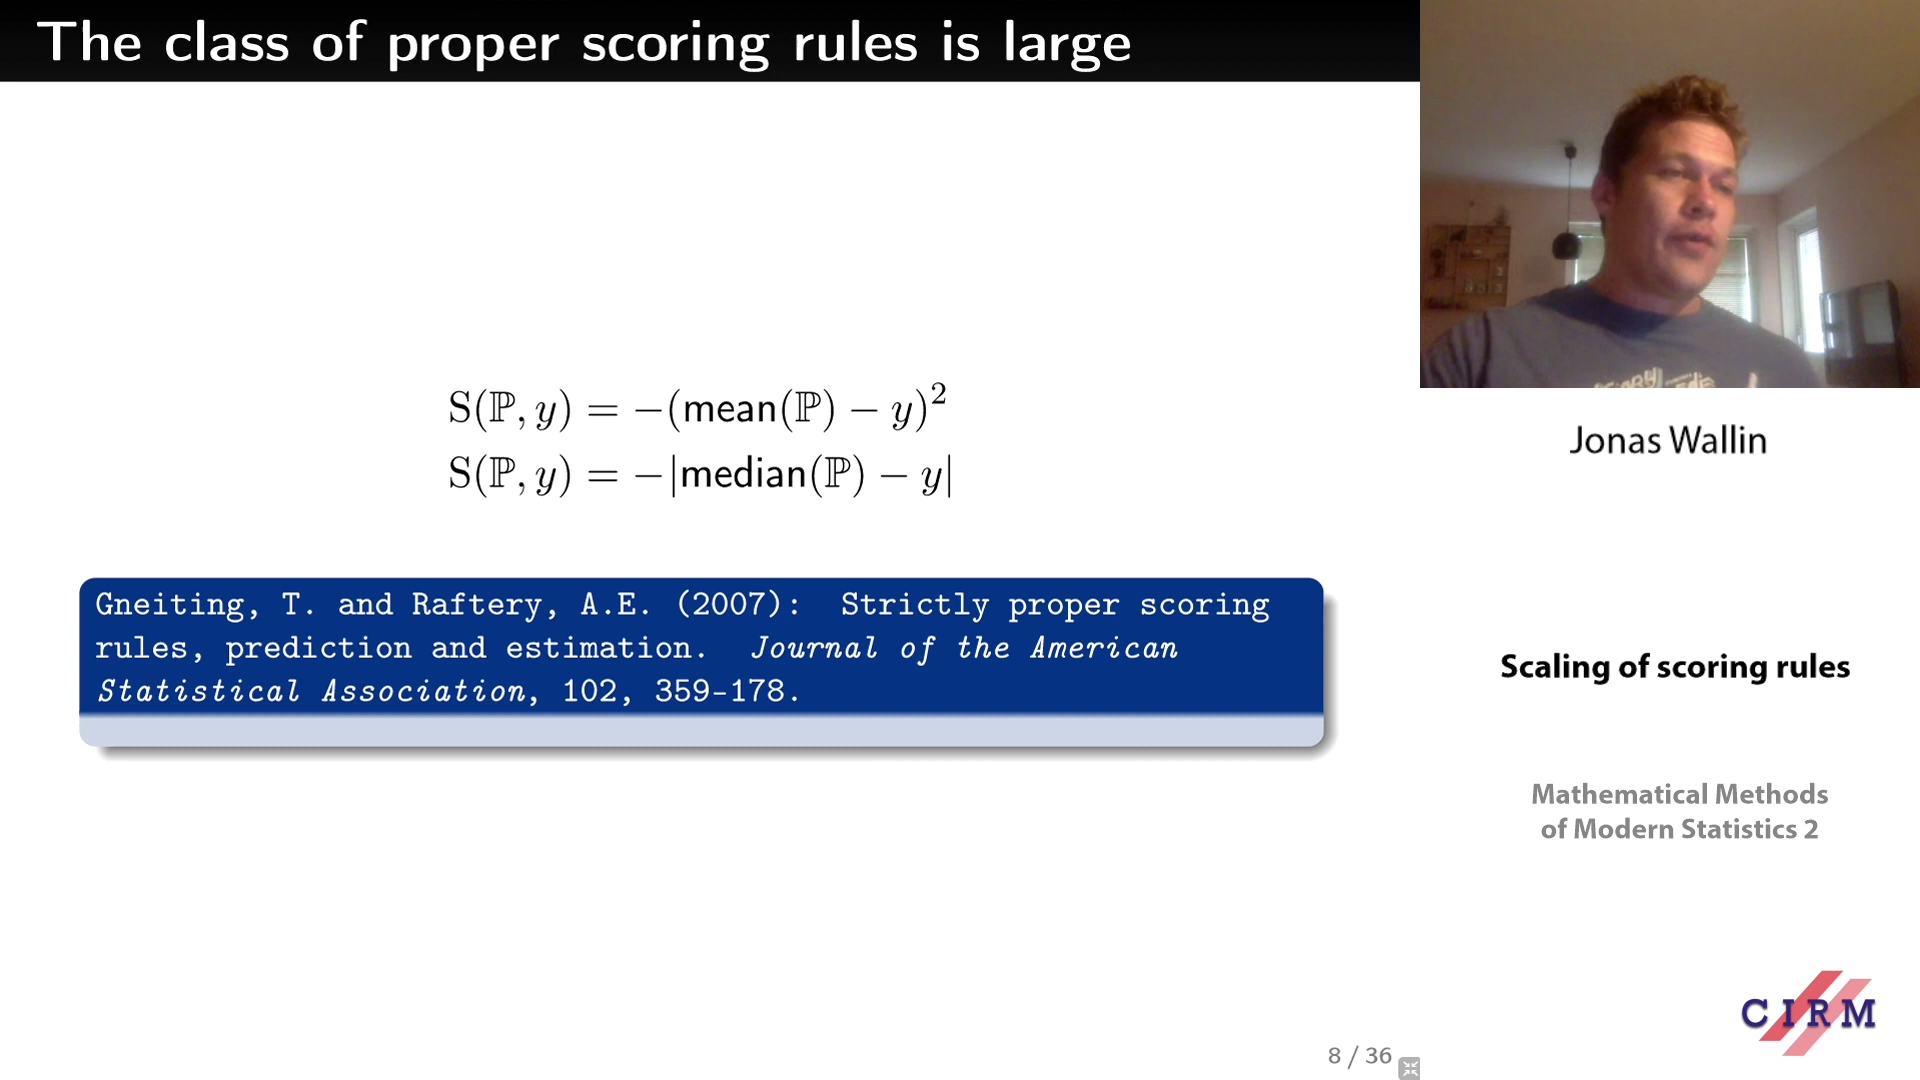 The class of proper scoring rules is large
S(ℙ, y) = −(mean(ℙ) − y)²
S(ℙ, y) = −|median(ℙ) − y|
Gneiting, T. and Raftery, A.E. (2007): Strictly proper scoring
rules, prediction and estimation. Journal of the American
Statistical Association, 102, 359-178.
8 / 36
Jonas Wallin
Scaling of scoring rules
Mathematical Methods
of Modern Statistics 2
CIRM